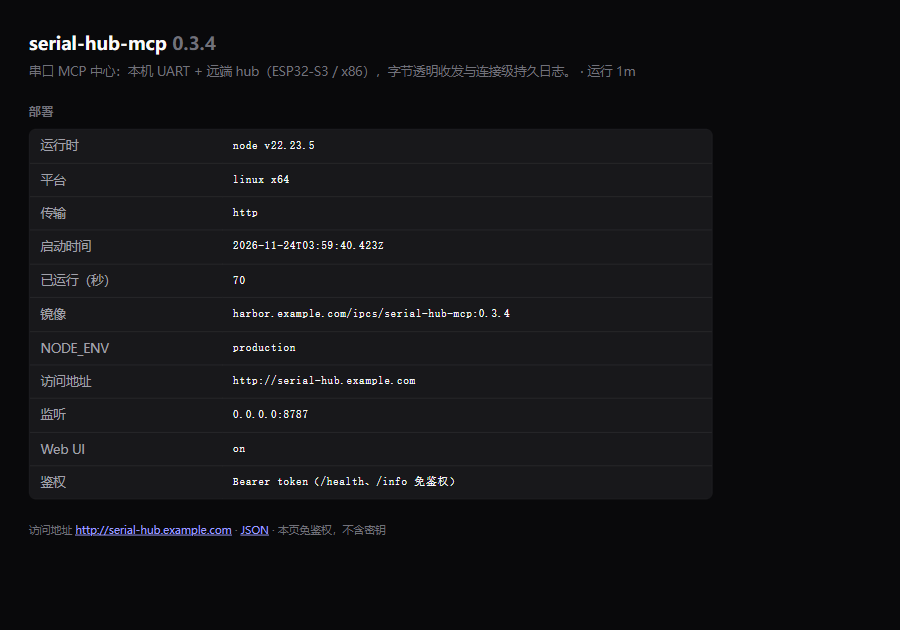 serial-hub-mcp 0.3.4
串口 MCP 中心：本机 UART + 远端 hub（ESP32-S3 / x86），字节透明收发与连接级持久日志。 · 运行 1m
部署
运行时 node v22.23.5
平台 linux x64
传输 http
启动时间 2026-11-24T03:59:40.423Z
已运行（秒） 70
镜像 harbor.example.com/ipcs/serial-hub-mcp:0.3.4
NODE_ENV production
访问地址 http://serial-hub.example.com
监听 0.0.0.0:8787
Web UI on
鉴权 Bearer token（/health、/info 免鉴权）
访问地址 http://serial-hub.example.com · JSON · 本页免鉴权，不含密钥